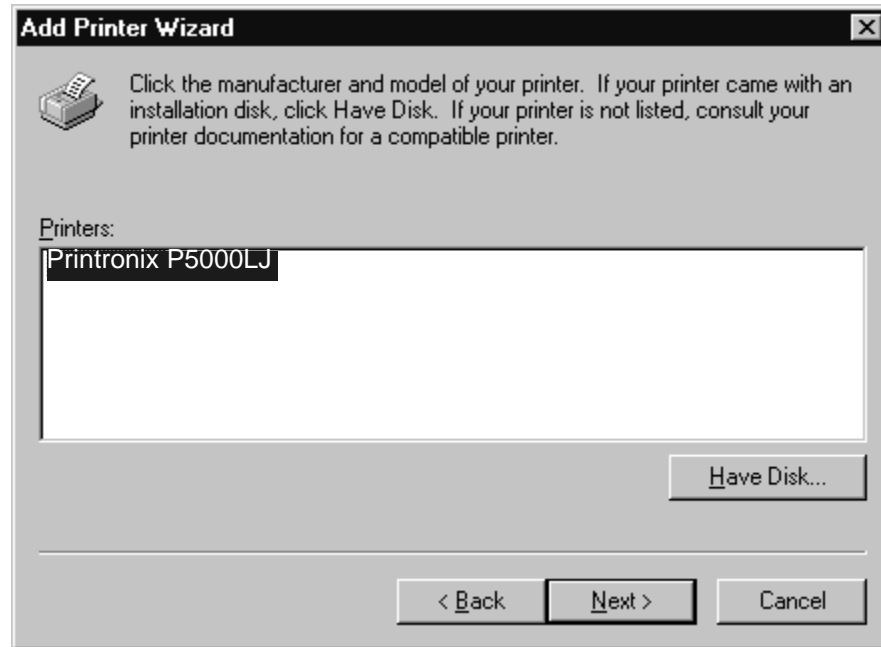 Add Printer Wizard
Click the manufacturer and model of your printer. If your printer came with an
installation disk, click Have Disk. If your printer is not listed, consult your
printer documentation for a compatible printer.
Printers:
Printronix P5000LJ
Have Disk...
< Back
Next >
Cancel